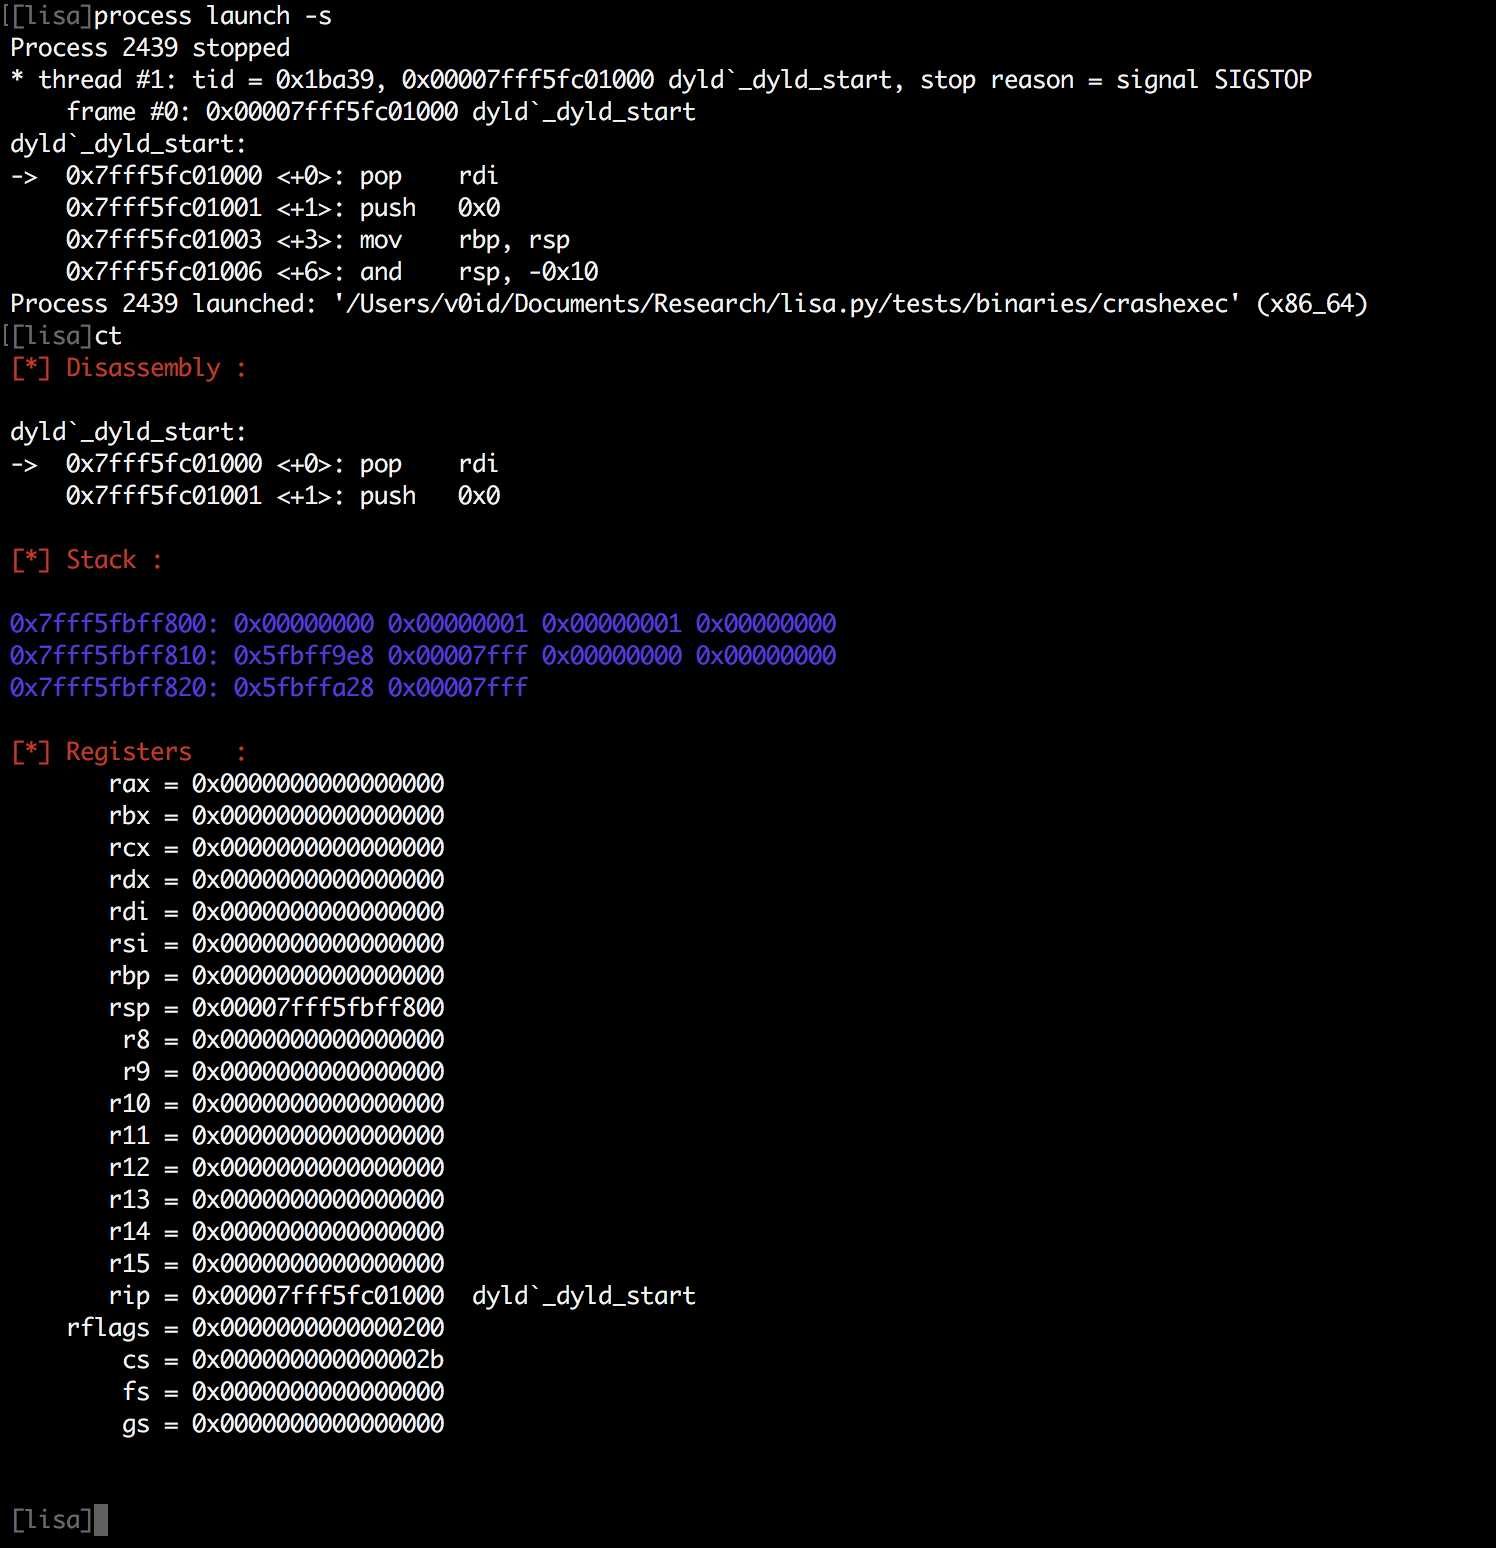 [[lisa]process launch -s
Process 2439 stopped
* thread #1: tid = 0x1ba39, 0x00007fff5fc01000 dyld`_dyld_start, stop reason = signal SIGSTOP
    frame #0: 0x00007fff5fc01000 dyld`_dyld_start
dyld`_dyld_start:
->  0x7fff5fc01000 <+0>: pop    rdi
    0x7fff5fc01001 <+1>: push   0x0
    0x7fff5fc01003 <+3>: mov    rbp, rsp
    0x7fff5fc01006 <+6>: and    rsp, -0x10
Process 2439 launched: '/Users/v0id/Documents/Research/lisa.py/tests/binaries/crashexec' (x86_64)
[[lisa]ct
[*] Disassembly :
dyld`_dyld_start:
->  0x7fff5fc01000 <+0>: pop    rdi
    0x7fff5fc01001 <+1>: push   0x0
[*] Stack :
0x7fff5fbff800: 0x00000000 0x00000001 0x00000001 0x00000000
0x7fff5fbff810: 0x5fbff9e8 0x00007fff 0x00000000 0x00000000
0x7fff5fbff820: 0x5fbffa28 0x00007fff
[*] Registers   :
       rax = 0x0000000000000000
       rbx = 0x0000000000000000
       rcx = 0x0000000000000000
       rdx = 0x0000000000000000
       rdi = 0x0000000000000000
       rsi = 0x0000000000000000
       rbp = 0x0000000000000000
       rsp = 0x00007fff5fbff800
        r8 = 0x0000000000000000
        r9 = 0x0000000000000000
       r10 = 0x0000000000000000
       r11 = 0x0000000000000000
       r12 = 0x0000000000000000
       r13 = 0x0000000000000000
       r14 = 0x0000000000000000
       r15 = 0x0000000000000000
       rip = 0x00007fff5fc01000  dyld`_dyld_start
    rflags = 0x0000000000000200
        cs = 0x000000000000002b
        fs = 0x0000000000000000
        gs = 0x0000000000000000
[lisa]